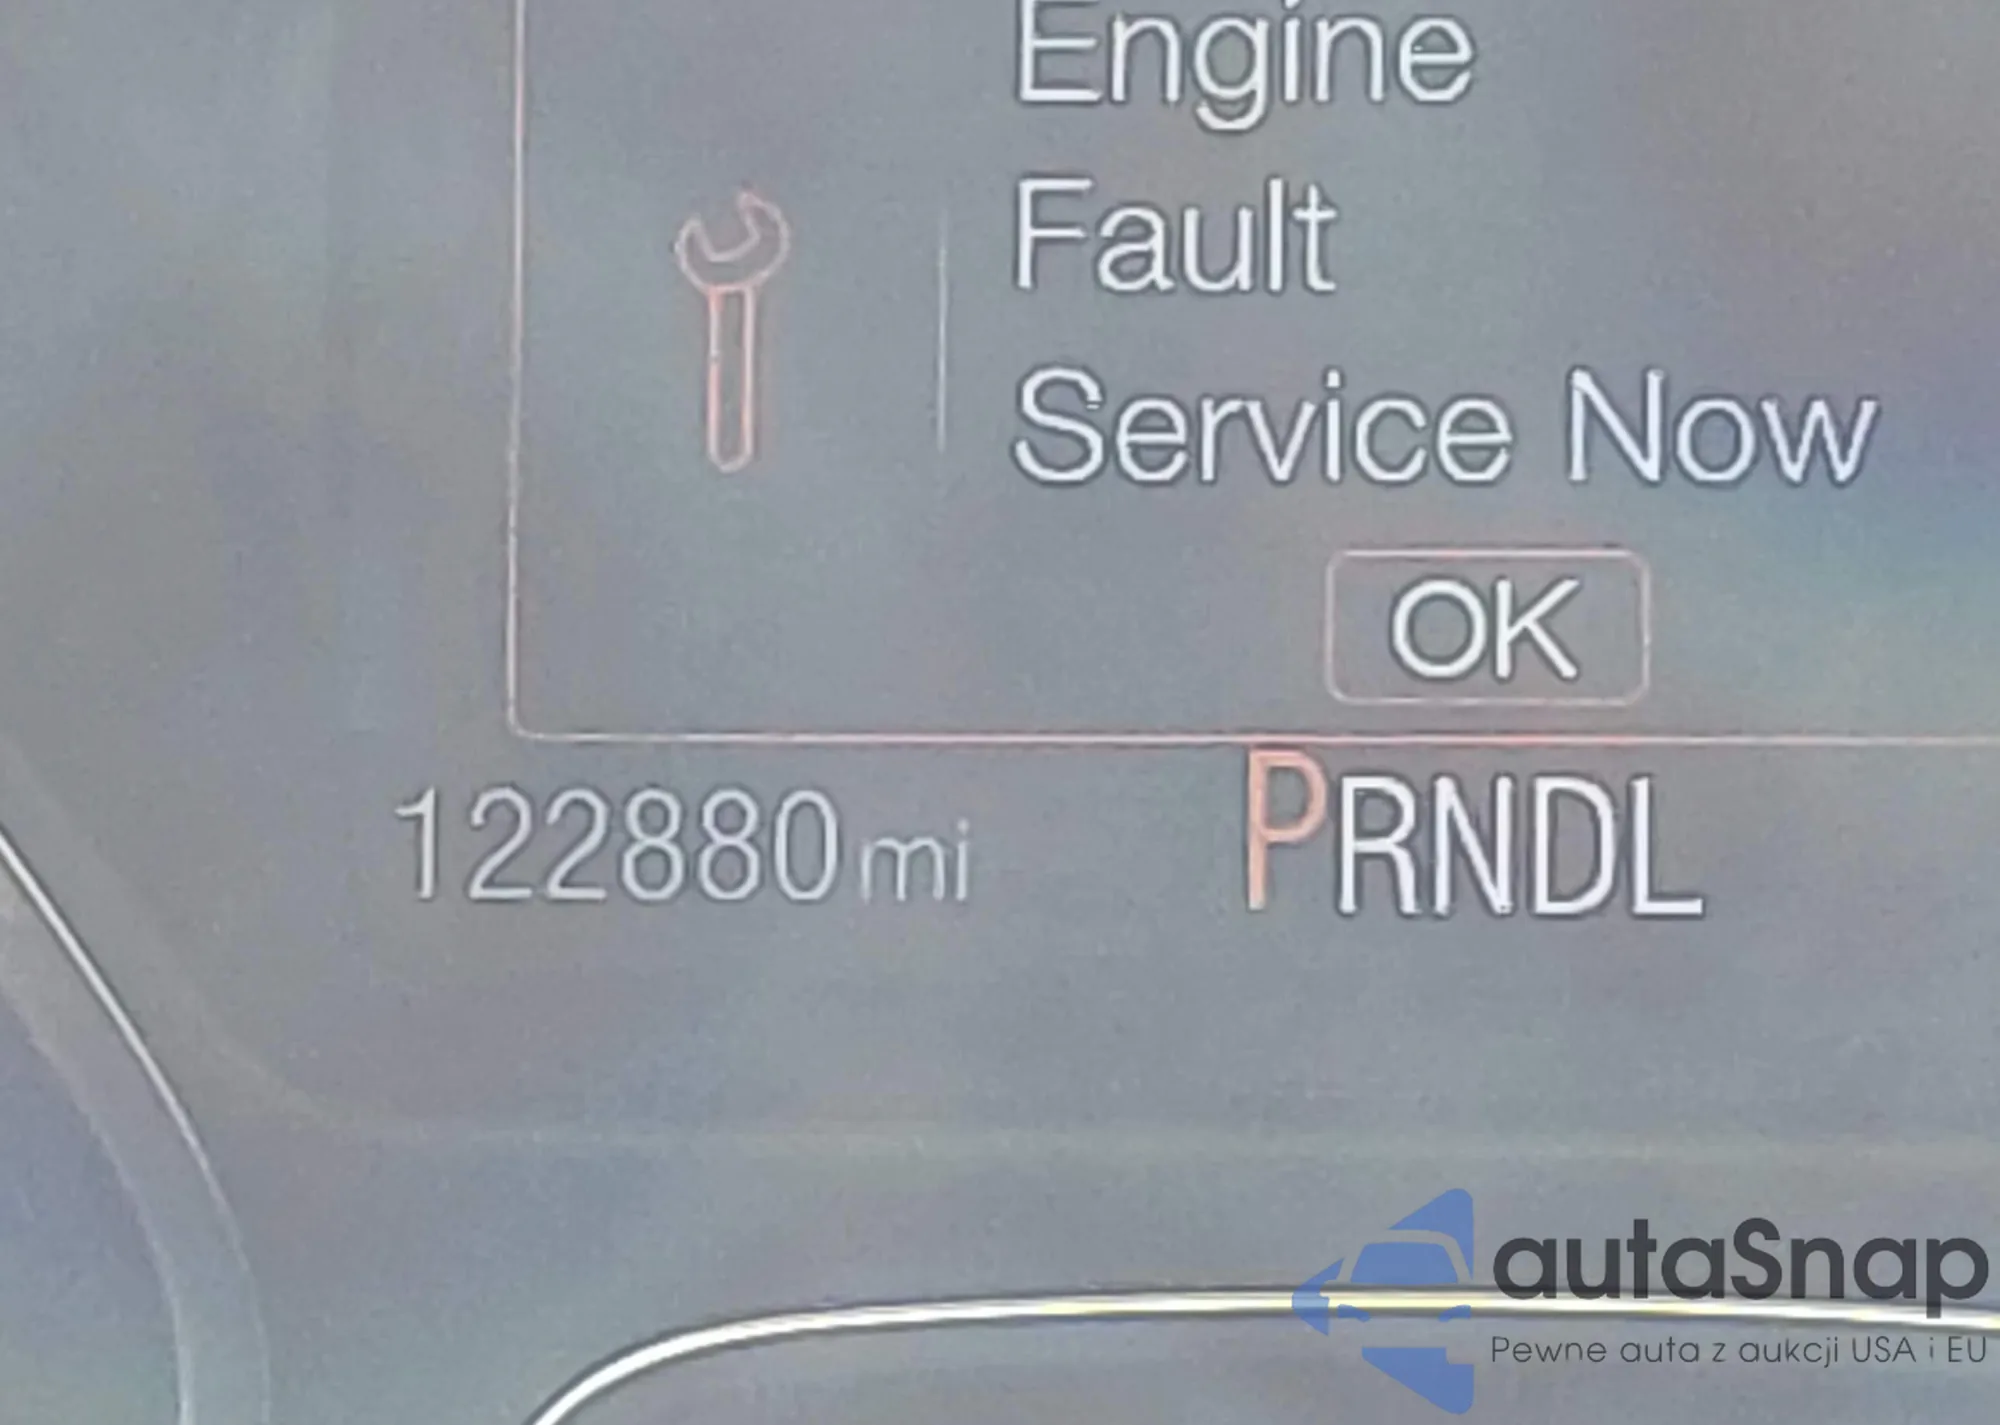 Engine
Fault
Service Now
OK
122880 mi
PRNDL
autaSnap
Pewne auta z aukcji USA i EU